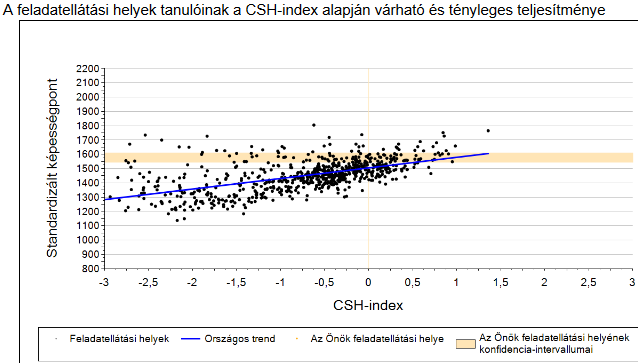 A feladatellátási helyek tanulóinak a CSH-index alapján várható és tényleges teljesítménye
Standardizált képességpont
2200
2100
2000
1900
1800
1700
1600
1500
1400
1300
1200
1100
1000
900
800
-3 -2,5 -2 -1,5 -1 -0,5 0 0,5 1 1,5 2 2,5 3
CSH-index
Feladatellátási helyek Országos trend Az Önök feladatellátási helye Az Önök feladatellátási helyének
konfidencia-intervallumai